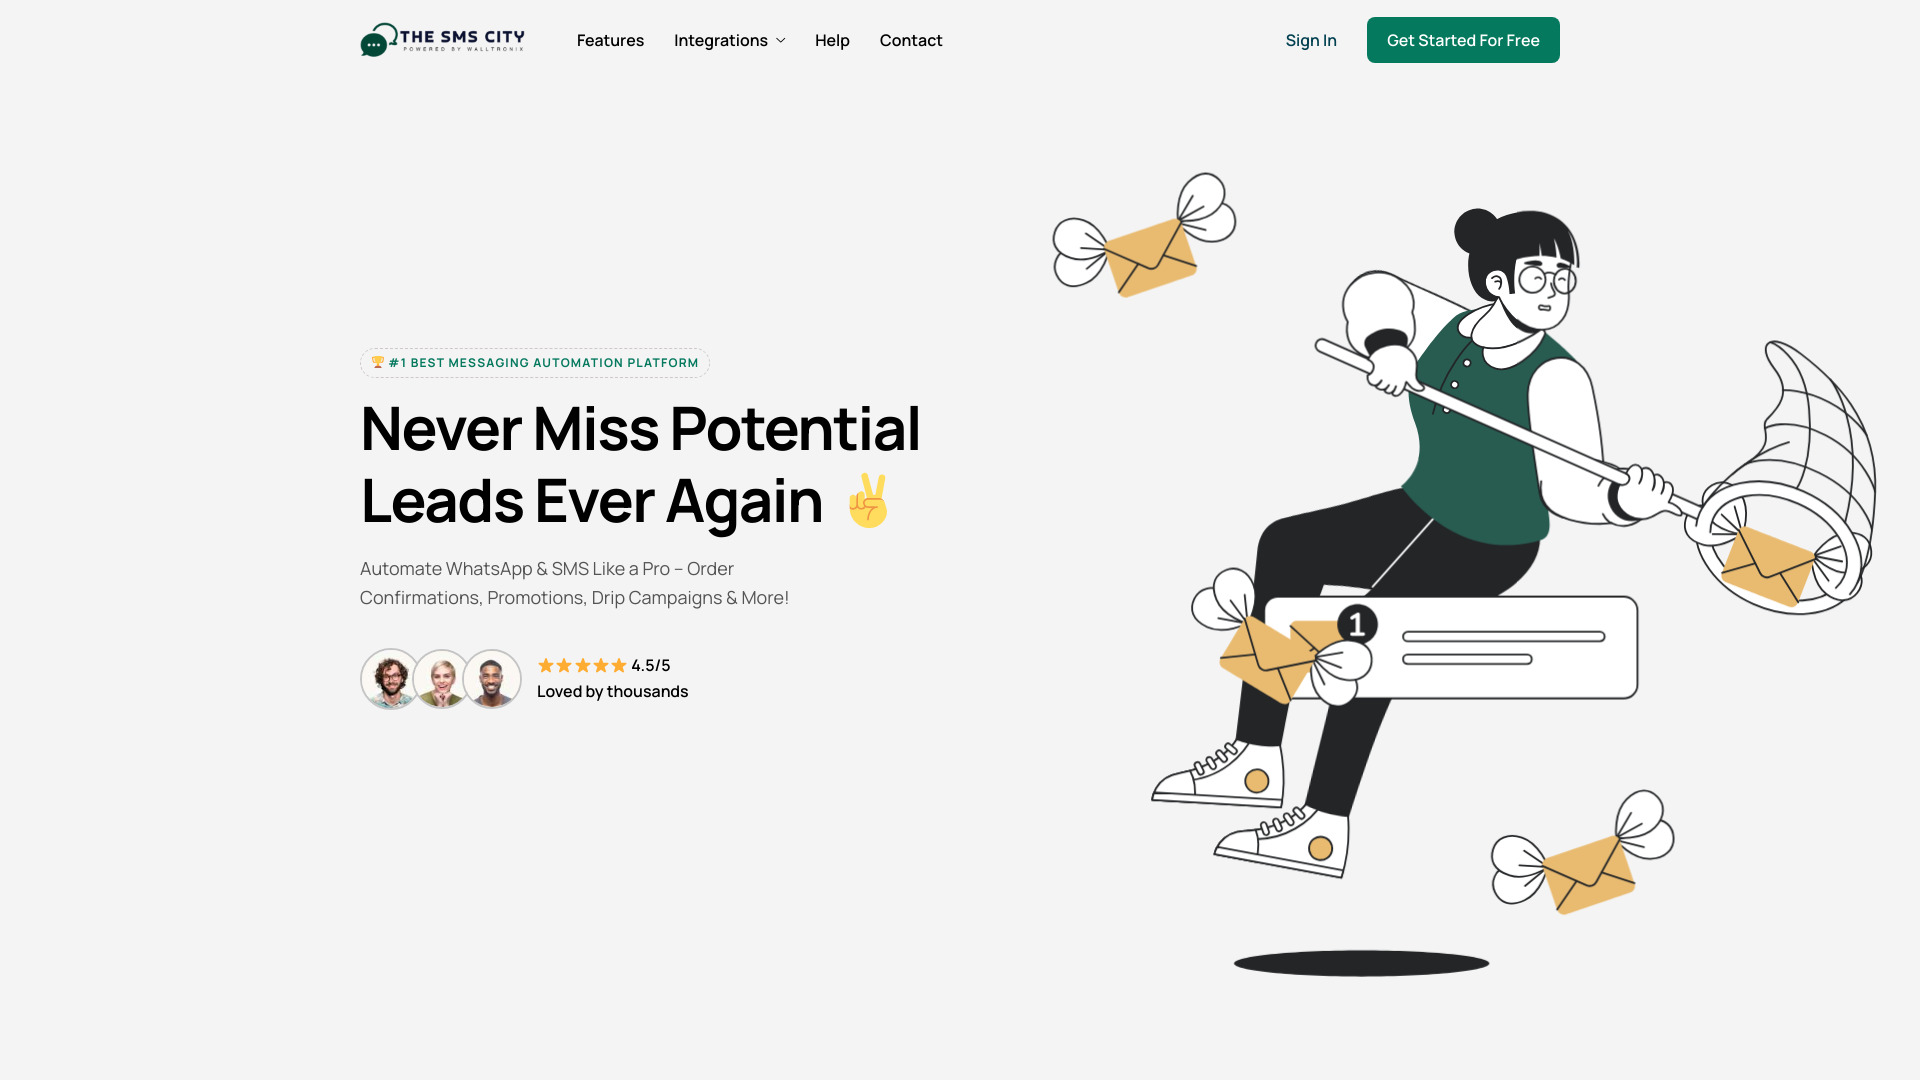 THE SMS CITY
POWERED BY WALLTRONIX
Features
Integrations
Help
Contact
Sign In
Get Started For Free
#1 BEST MESSAGING AUTOMATION PLATFORM
Never Miss Potential
Leads Ever Again ✌
Automate WhatsApp & SMS Like a Pro – Order
Confirmations, Promotions, Drip Campaigns & More!
4.5/5
Loved by thousands
1